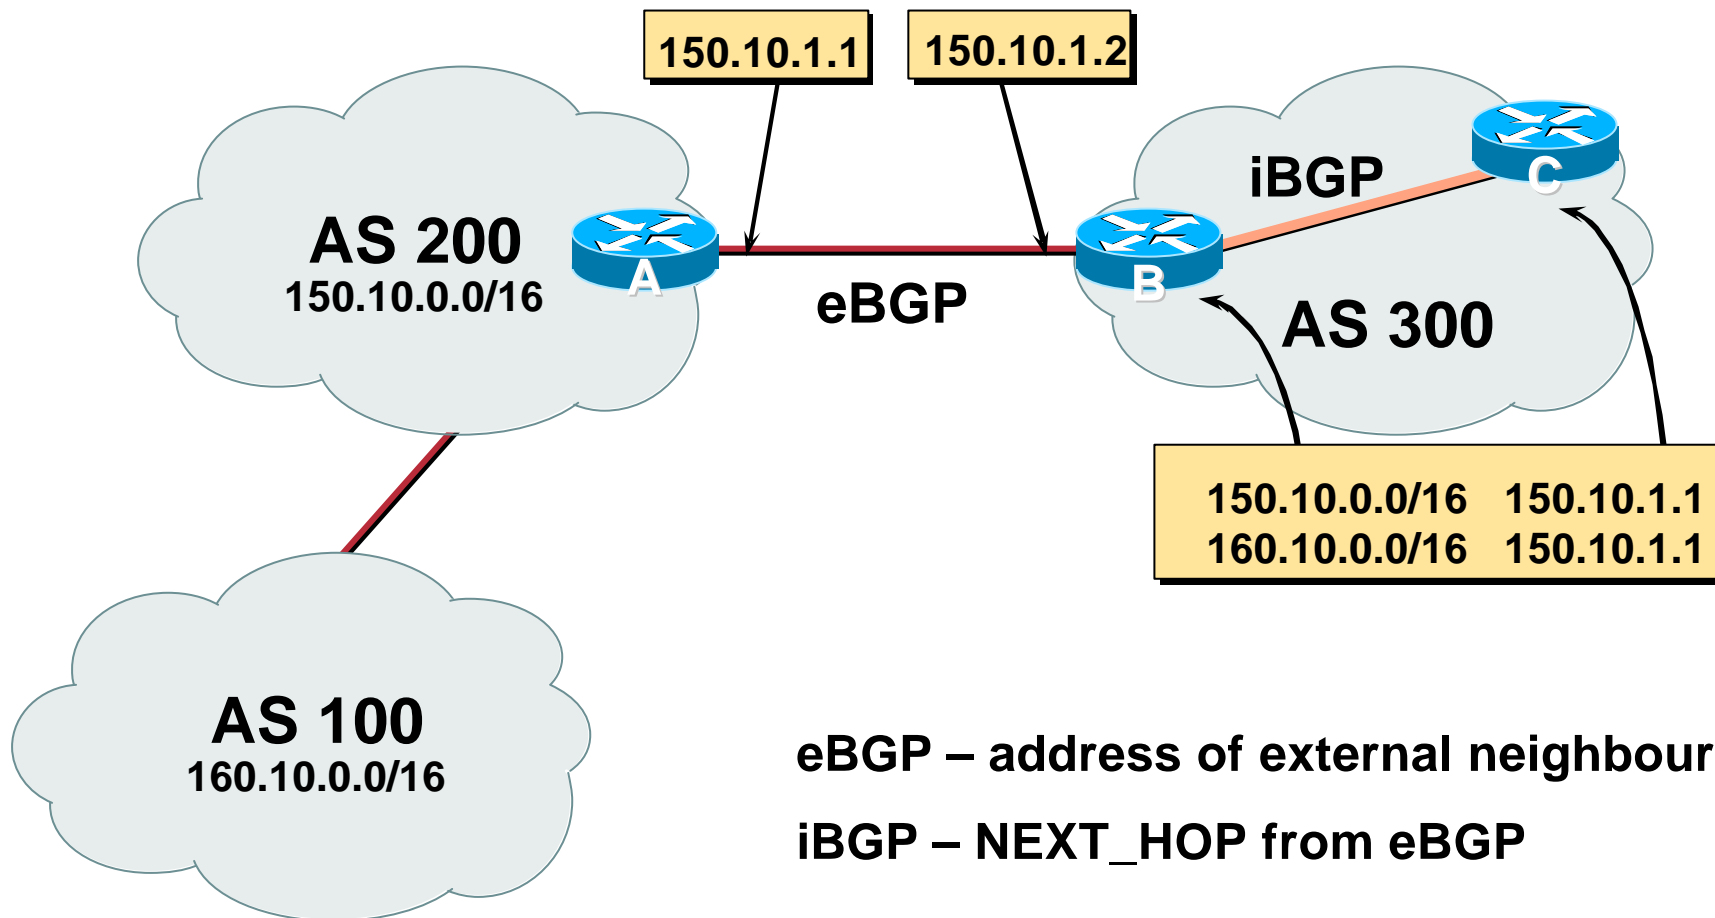 150.10.1.1
150.10.1.2
iBGP
C
AS 200
150.10.0.0/16
A
eBGP
B
AS 300
150.10.0.0/16 150.10.1.1
160.10.0.0/16 150.10.1.1
AS 100
160.10.0.0/16
eBGP – address of external neighbour
iBGP – NEXT_HOP from eBGP